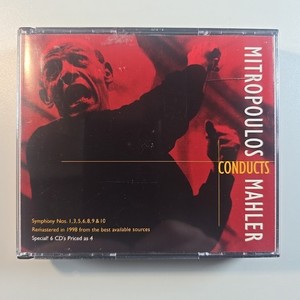 MITROPOULOS
CONDUCTS
MAHLER
Symphony Nos. 1,3,5,6,8,9 & 10
Remastered in 1998 from the best available sources
Special! 6 CD's Priced as 4